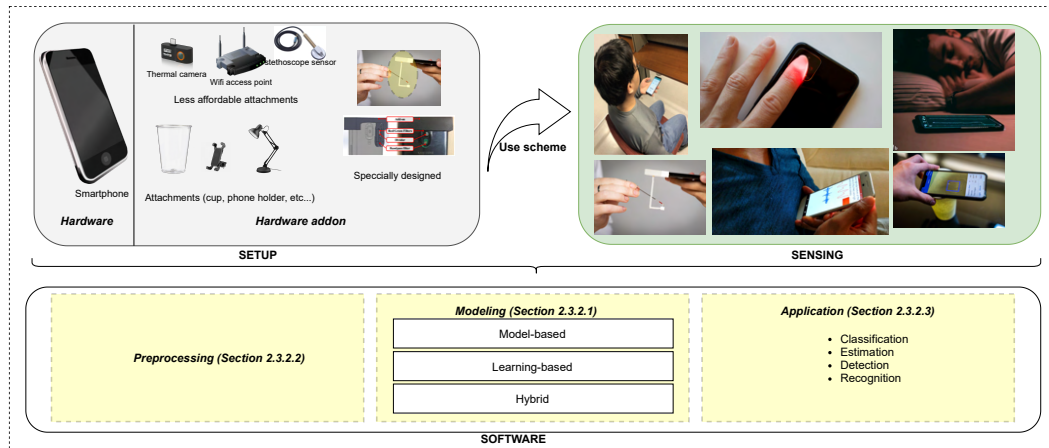 stethoscope sensor
Thermal camera
Wifi access point
Less affordable attachments
Use scheme
Speccially designed
Smartphone
Attachments (cup, phone holder, etc...)
Hardware
Hardware addon
SETUP
SENSING
Preprocessing (Section 2.3.2.2)
Modeling (Section 2.3.2.1)
Model-based
Learning-based
Hybrid
Application (Section 2.3.2.3)
• Classification
• Estimation
• Detection
• Recognition
SOFTWARE